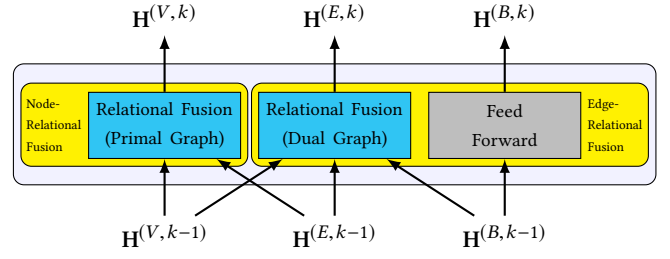 H^(V,k) H^(E,k) H^(B,k)
Node-
Relational
Fusion
Relational Fusion
(Primal Graph)
Relational Fusion
(Dual Graph)
Feed
Forward
Edge-
Relational
Fusion
H^(V,k−1) H^(E,k−1) H^(B,k−1)